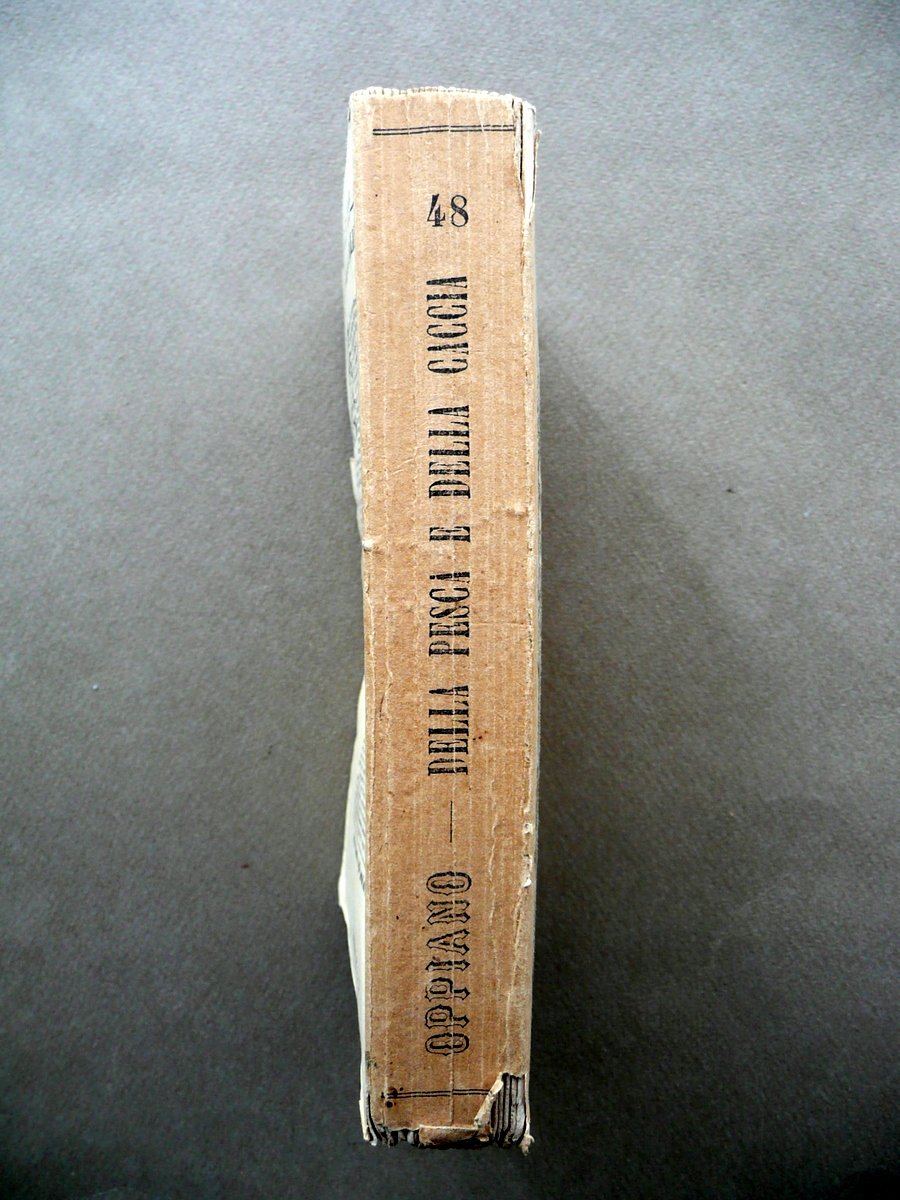 OPPIANO — DELLA PESCA E DELLA CACCIA
48